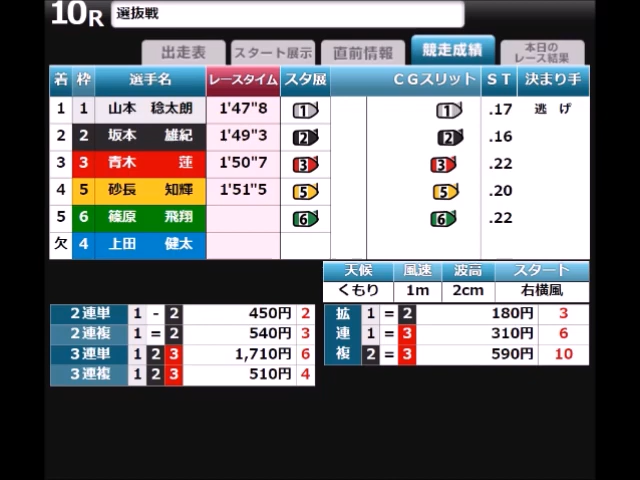 10R 選抜戦
出走表 スタート展示 直前情報 競走成績 本日のレース結果
着 枠 選手名 レースタイム スタ展 CGスリット ST 決まり手
1 1 山本 稔太朗 1'47"8 1 1 .17 逃げ
2 2 坂本 雄紀 1'49"3 2 2 .16
3 3 青木 蓮 1'50"7 3 3 .22
4 5 砂長 知輝 1'51"5 5 5 .20
5 6 篠原 飛翔 6 6 .22
欠 4 上田 健太
天候 風速 波高 スタート
くもり 1m 2cm 右横風
2連単 1 - 2 450円 2
2連複 1 = 2 540円 3
3連単 1 2 3 1,710円 6
3連複 1 2 3 510円 4
拡 1 = 2 180円 3
連 1 = 3 310円 6
複 2 = 3 590円 10